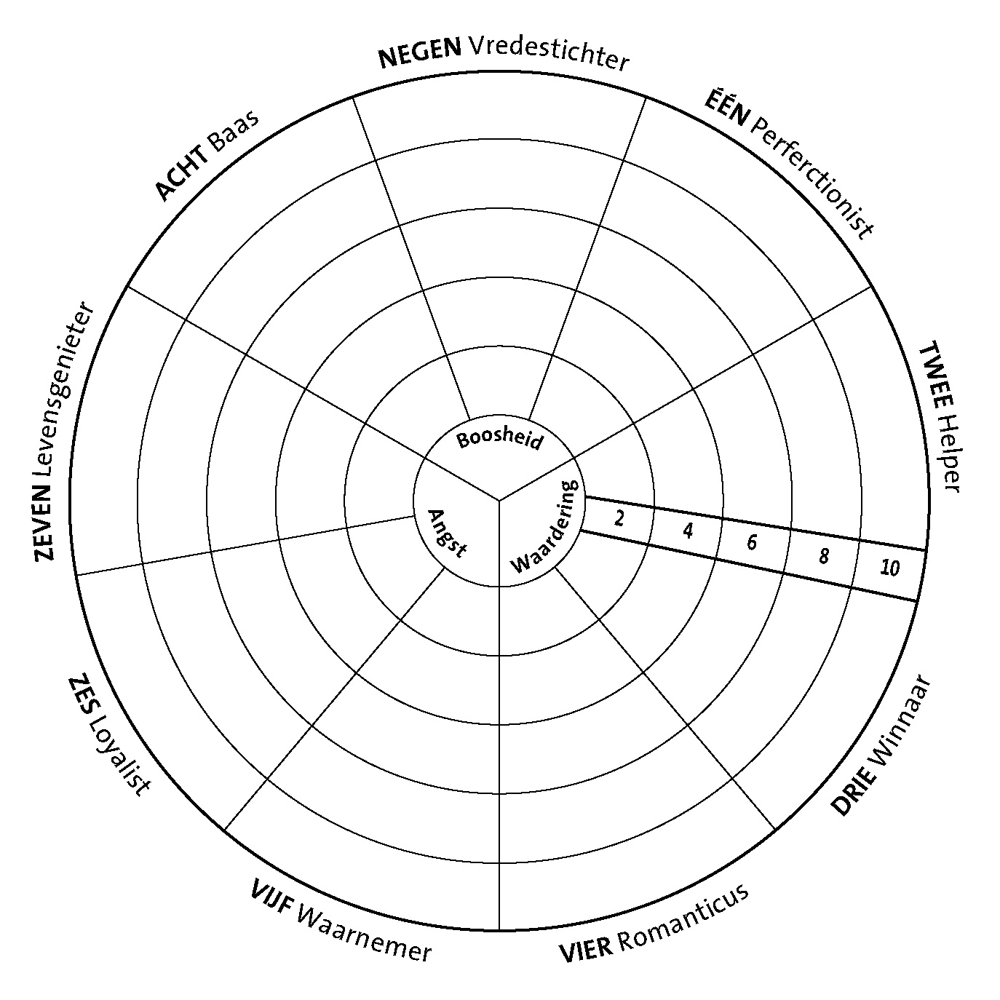 NEGEN Vredestichter
ÉÉN Perferctionist
TWEE Helper
DRIE Winnaar
VIER Romanticus
VIJF Waarnemer
ZES Loyalist
ZEVEN Levensgenieter
ACHT Baas
Boosheid
Waardering
Angst
2 4 6 8 10